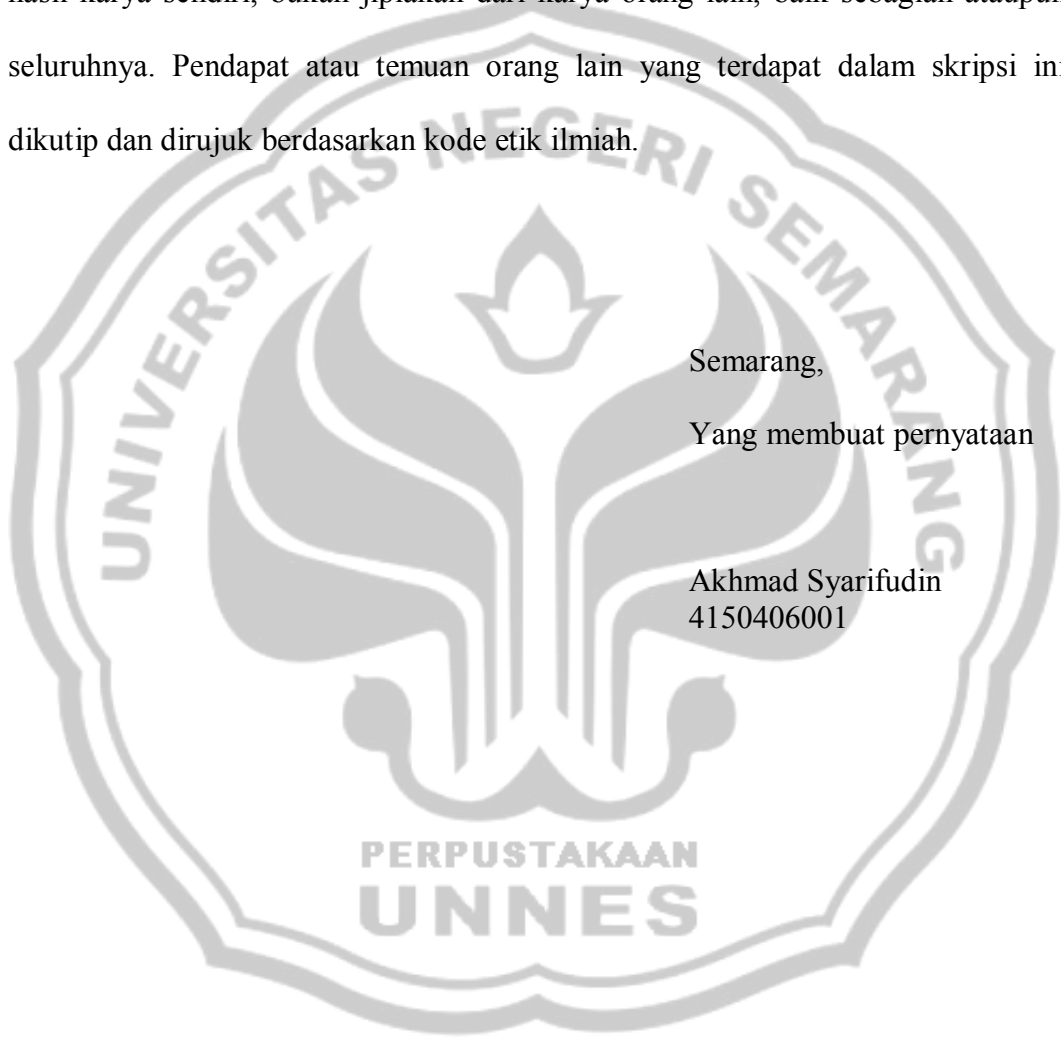 hasil karya sendiri, bukan jiplakan dari karya orang lain, baik sebagian ataupun
seluruhnya. Pendapat atau temuan orang lain yang terdapat dalam skripsi ini
dikutip dan dirujuk berdasarkan kode etik ilmiah.
UNIVERSITAS NEGERI SEMARANG
Semarang,
Yang membuat pernyataan
Akhmad Syarifudin
4150406001
PERPUSTAKAAN
UNNES